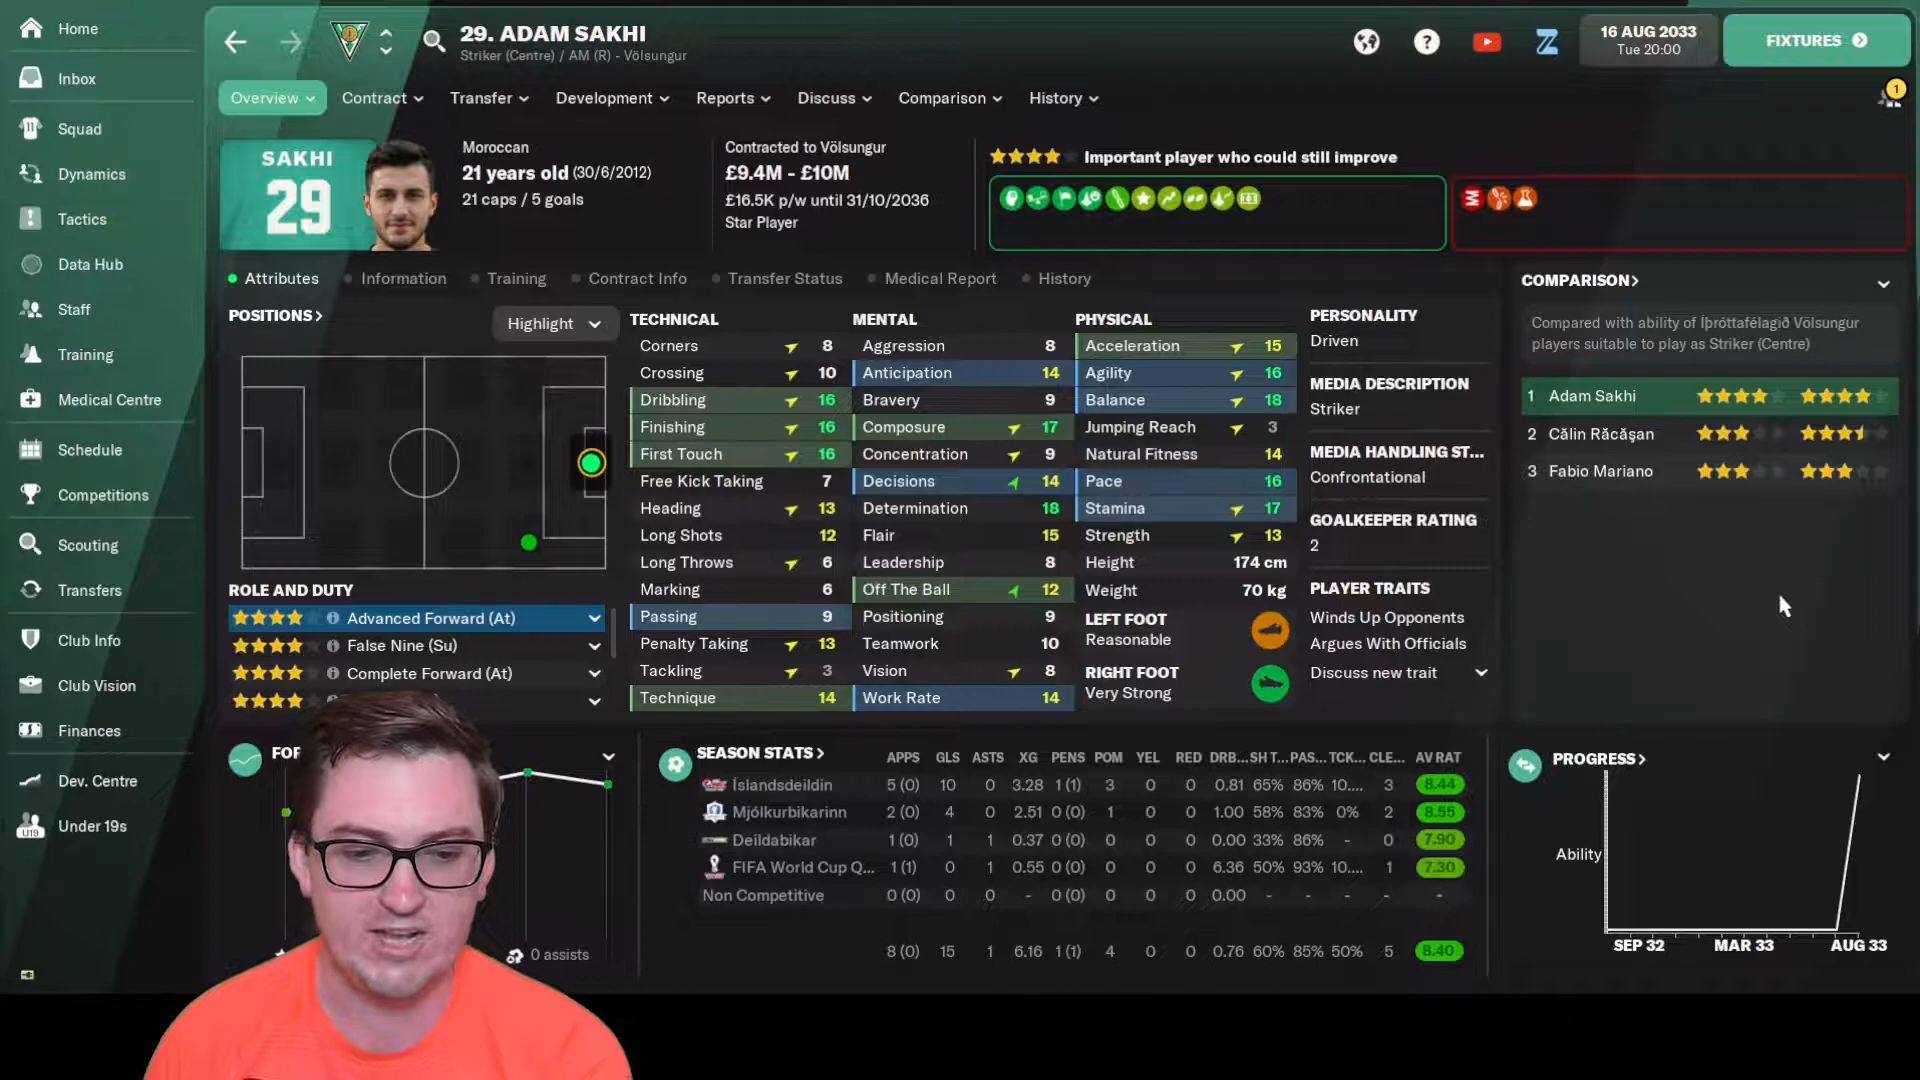 Home
Inbox
Squad
Dynamics
Tactics
Data Hub
Staff
Training
Medical Centre
Schedule
Competitions
Scouting
Transfers
Club Info
Club Vision
Finances
Dev. Centre
Under 19s
U19
29. ADAM SAKHI
Striker (Centre) / AM (R) - Völsungur
16 AUG 2033
Tue 20:00
FIXTURES
1
Overview Contract Transfer Development Reports Discuss Comparison History
SAKHI
29
Moroccan
21 years old (30/6/2012)
21 caps / 5 goals
Contracted to Völsungur
£9.4M - £10M
£16.5K p/w until 31/10/2036
Star Player
Important player who could still improve
Attributes Information Training Contract Info Transfer Status Medical Report History
POSITIONS
Highlight
ROLE AND DUTY
Advanced Forward (At)
False Nine (Su)
Complete Forward (At)
TECHNICAL
Corners 8
Crossing 10
Dribbling 16
Finishing 16
First Touch 16
Free Kick Taking 7
Heading 13
Long Shots 12
Long Throws 6
Marking 6
Passing 9
Penalty Taking 13
Tackling 3
Technique 14
MENTAL
Aggression 8
Anticipation 14
Bravery 9
Composure 17
Concentration 9
Decisions 14
Determination 18
Flair 15
Leadership 8
Off The Ball 12
Positioning 9
Teamwork 10
Vision 8
Work Rate 14
PHYSICAL
Acceleration 15
Agility 16
Balance 18
Jumping Reach 3
Natural Fitness 14
Pace 16
Stamina 17
Strength 13
Height 174 cm
Weight 70 kg
LEFT FOOT
Reasonable
RIGHT FOOT
Very Strong
PERSONALITY
Driven
MEDIA DESCRIPTION
Striker
MEDIA HANDLING ST...
Confrontational
GOALKEEPER RATING
2
PLAYER TRAITS
Winds Up Opponents
Argues With Officials
Discuss new trait
COMPARISON
Compared with ability of Íþróttafélagið Völsungur
players suitable to play as Striker (Centre)
1 Adam Sakhi
2 Călin Răcășan
3 Fabio Mariano
FOR
0 assists
SEASON STATS APPS GLS ASTS XG PENS POM YEL RED DRB... SH T... PAS... TCK... CLE... AV RAT
Íslandsdeildin 5 (0) 10 0 3.28 1 (1) 3 0 0 0.81 65% 86% 10.... 3 8.44
Mjólkurbikarinn 2 (0) 4 0 2.51 0 (0) 1 0 0 1.00 58% 83% 0% 2 8.55
Deildabikar 1 (0) 1 1 0.37 0 (0) 0 0 0 0.00 33% 86% - 0 7.90
FIFA World Cup Q... 1 (1) 0 1 0.55 0 (0) 0 0 0 6.36 50% 93% 10.... 1 7.30
Non Competitive 0 (0) 0 0 - 0 (0) 0 0 0 0.00 - - - - -
8 (0) 15 1 6.16 1 (1) 4 0 0 0.76 60% 85% 50% 5 8.40
PROGRESS
Ability
SEP 32 MAR 33 AUG 33